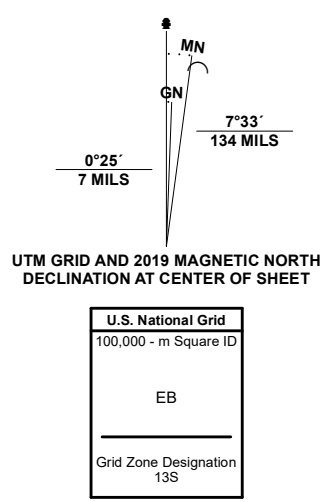 MN
GN
7°33´
134 MILS
0°25´
7 MILS
UTM GRID AND 2019 MAGNETIC NORTH
DECLINATION AT CENTER OF SHEET
U.S. National Grid
100,000 - m Square ID
EB
Grid Zone Designation
13S